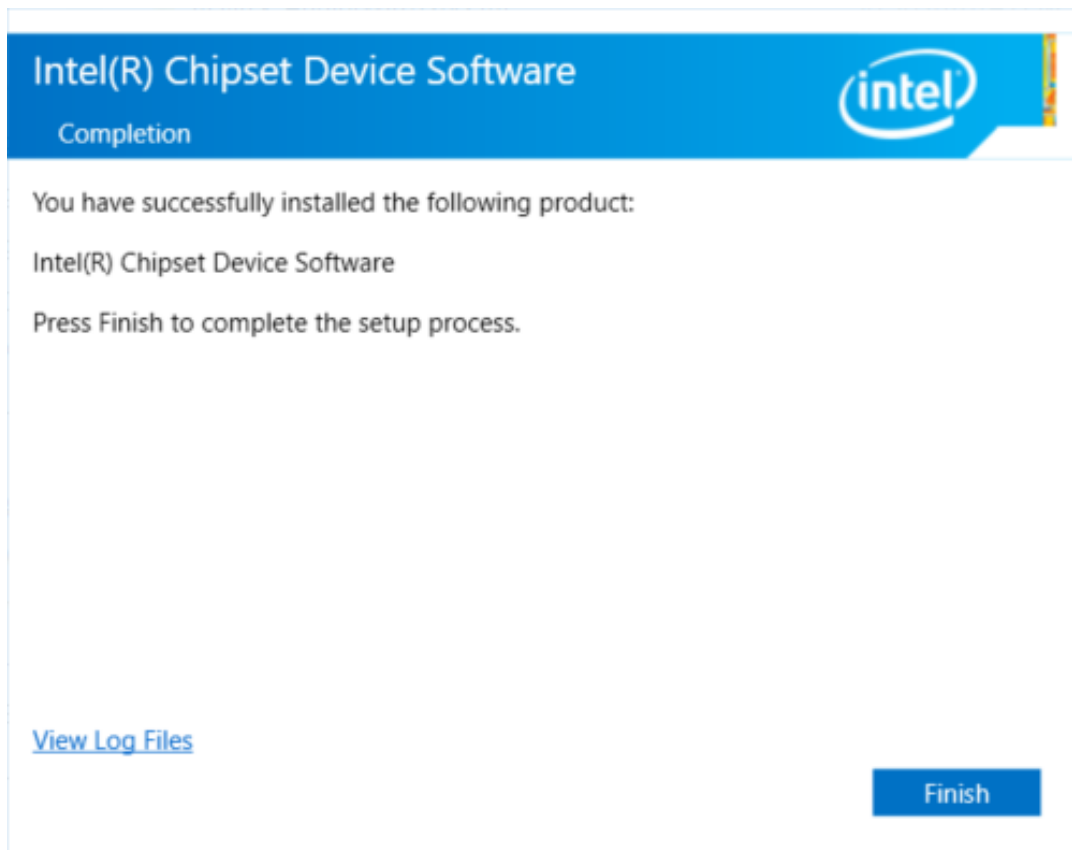 Intel(R) Chipset Device Software
intel
Completion
You have successfully installed the following product:
Intel(R) Chipset Device Software
Press Finish to complete the setup process.
View Log Files
Finish